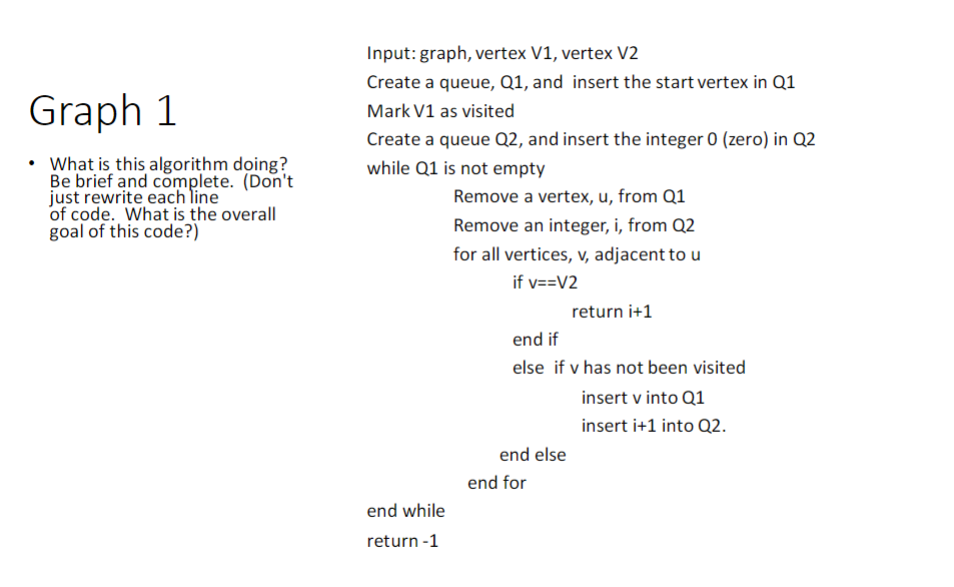 Graph 1
• What is this algorithm doing?
Be brief and complete. (Don't
just rewrite each line
of code. What is the overall
goal of this code?)
Input: graph, vertex V1, vertex V2
Create a queue, Q1, and insert the start vertex in Q1
Mark V1 as visited
Create a queue Q2, and insert the integer 0 (zero) in Q2
while Q1 is not empty
Remove a vertex, u, from Q1
Remove an integer, i, from Q2
for all vertices, v, adjacent to u
if v==V2
return i+1
end if
else if v has not been visited
insert v into Q1
insert i+1 into Q2.
end else
end for
end while
return -1